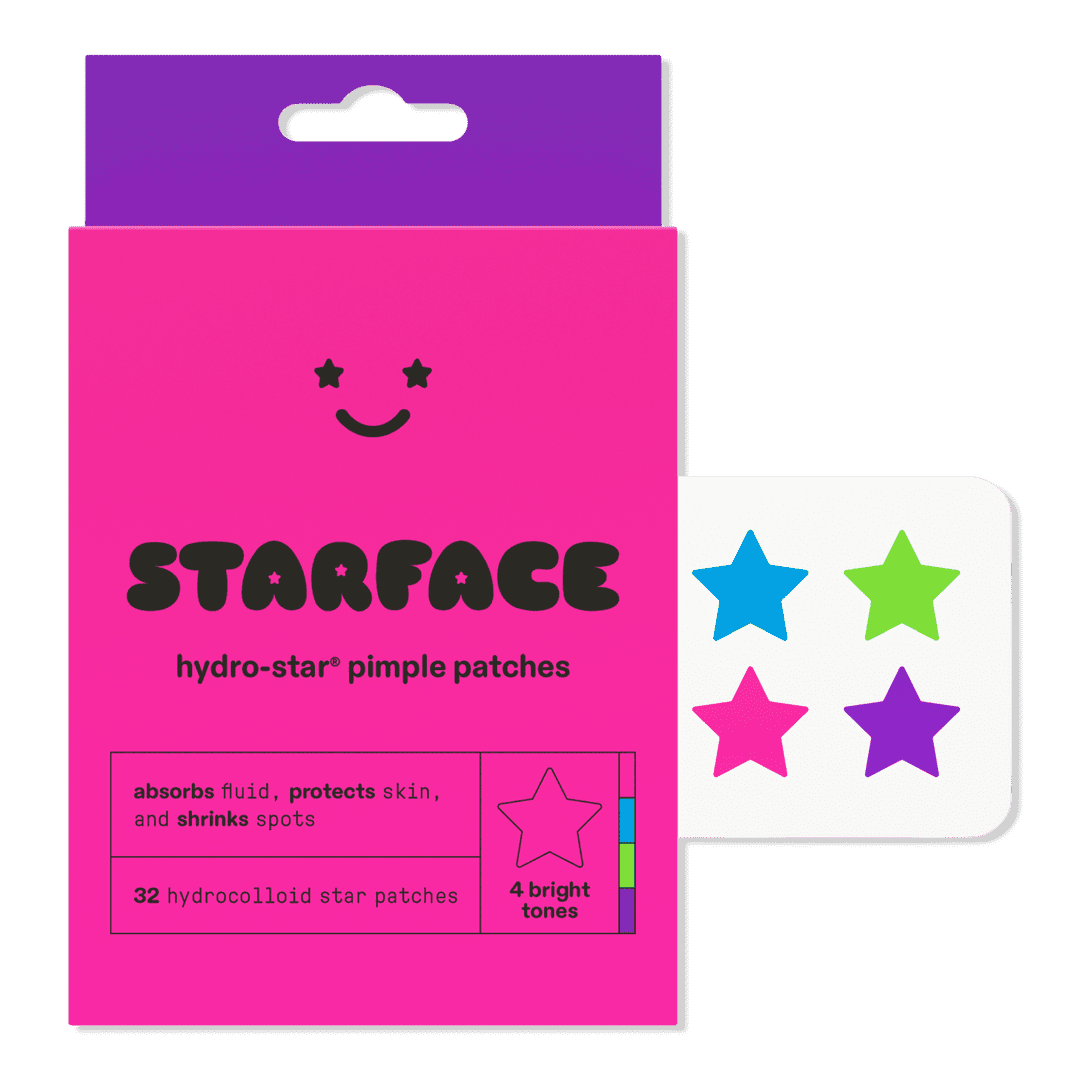 STARFACE
hydro-star® pimple patches
absorbs fluid, protects skin,
and shrinks spots
32 hydrocolloid star patches
4 bright
tones